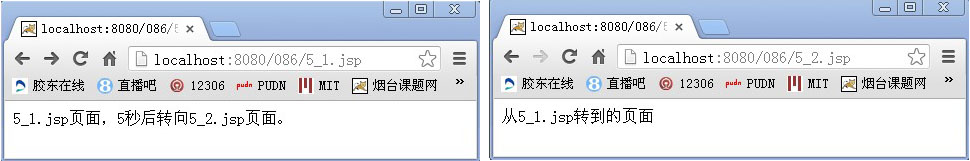 localhost:8080/086/5
localhost:8080/086/5_1.jsp
胶东在线 直播吧 12306 pudn PUDN MIT 烟台课题网 »
5_1.jsp页面，5秒后转向5_2.jsp页面。
localhost:8080/086/5
localhost:8080/086/5_2.jsp
胶东在线 直播吧 12306 pudn PUDN MIT 烟台课题网 »
从5_1.jsp转到的页面